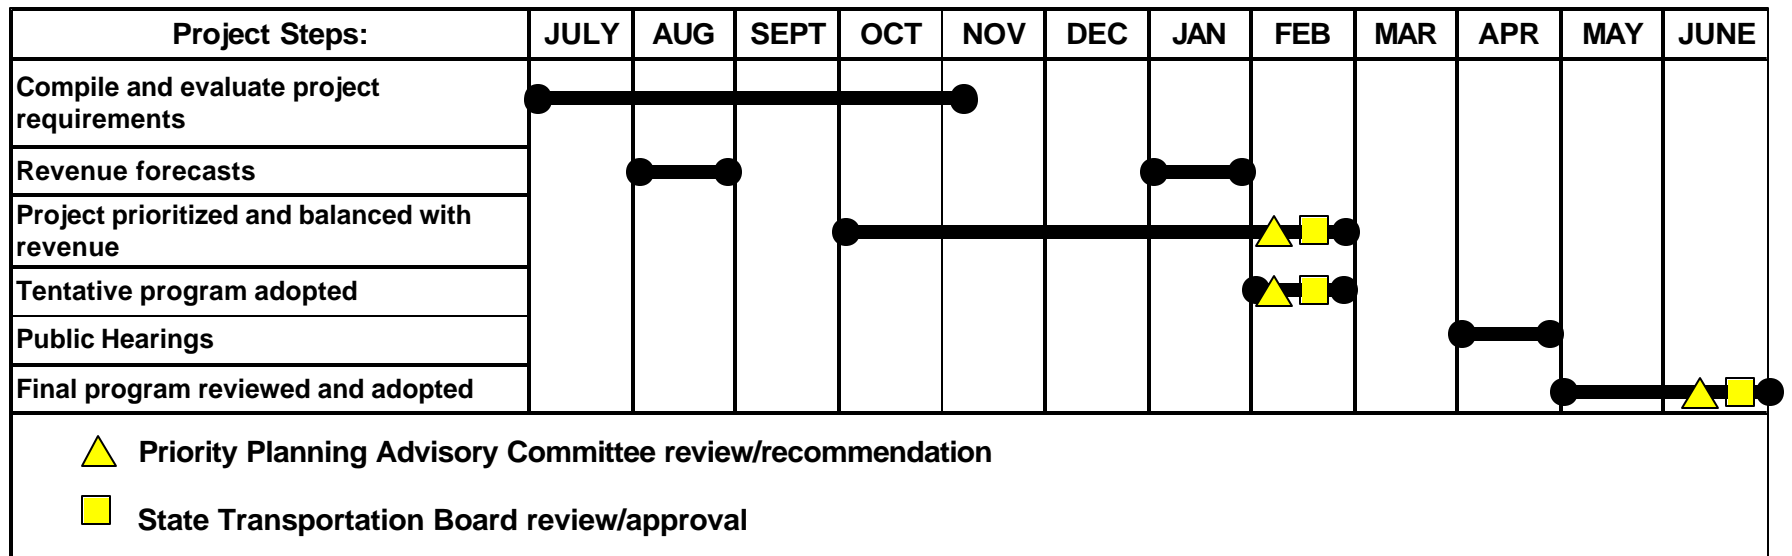 Project Steps: JULY AUG SEPT OCT NOV DEC JAN FEB MAR APR MAY JUNE
Compile and evaluate project
requirements
Revenue forecasts
Project prioritized and balanced with
revenue
Tentative program adopted
Public Hearings
Final program reviewed and adopted
Priority Planning Advisory Committee review/recommendation
State Transportation Board review/approval